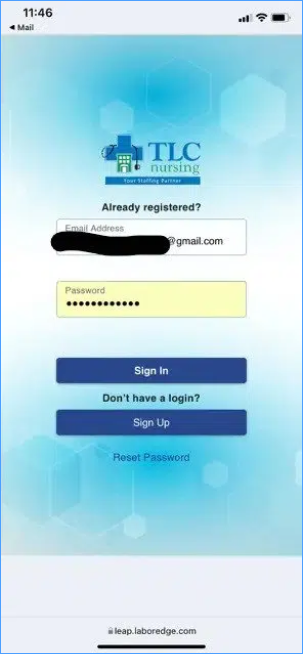 11:46
Mail
TLC
nursing
Your Staffing Partner
Already registered?
Email Address
@gmail.com
Password
••••••••••••
Sign In
Don't have a login?
Sign Up
Reset Password
leap.laboredge.com